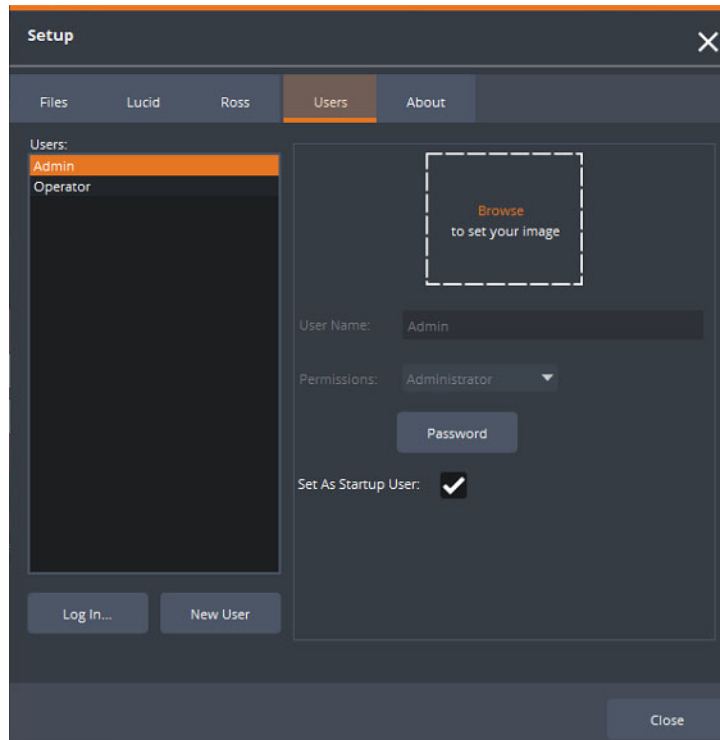 Setup
Files
Lucid
Ross
Users
About
Users:
Admin
Operator
Browse
to set your image
User Name:
Admin
Permissions:
Administrator
Password
Set As Startup User:
Log In...
New User
Close